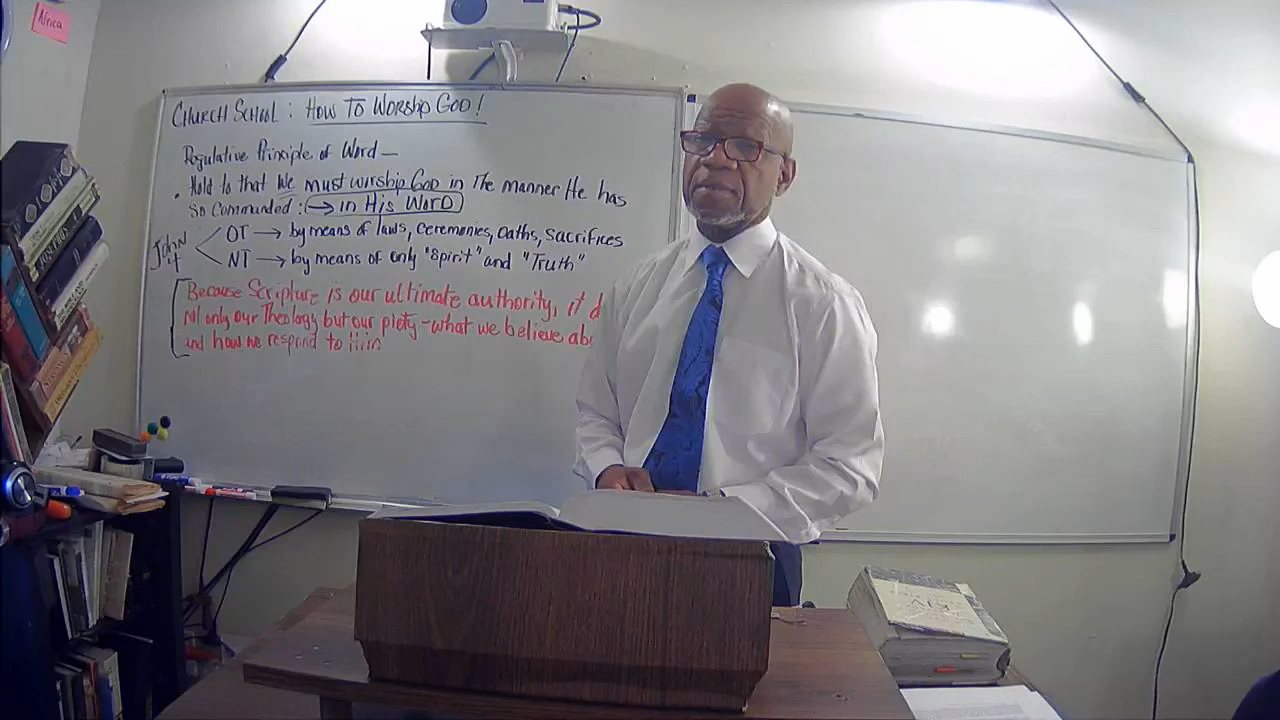 Africa
CHURCH SCHOOL : HOW TO WORSHIP GOD!
Regulative Principle of Word —
• Hold to that We must worship God in The manner He has
So Commanded : → in His Word
John 4
OT → by means of laws, ceremonies, Oaths, Sacrifices
NT → by means of only "Spirit" and "Truth"
Because Scripture is our ultimate authority, it d
Not only our Theology but our piety - what we believe abo
and how we respond to Him
KJV